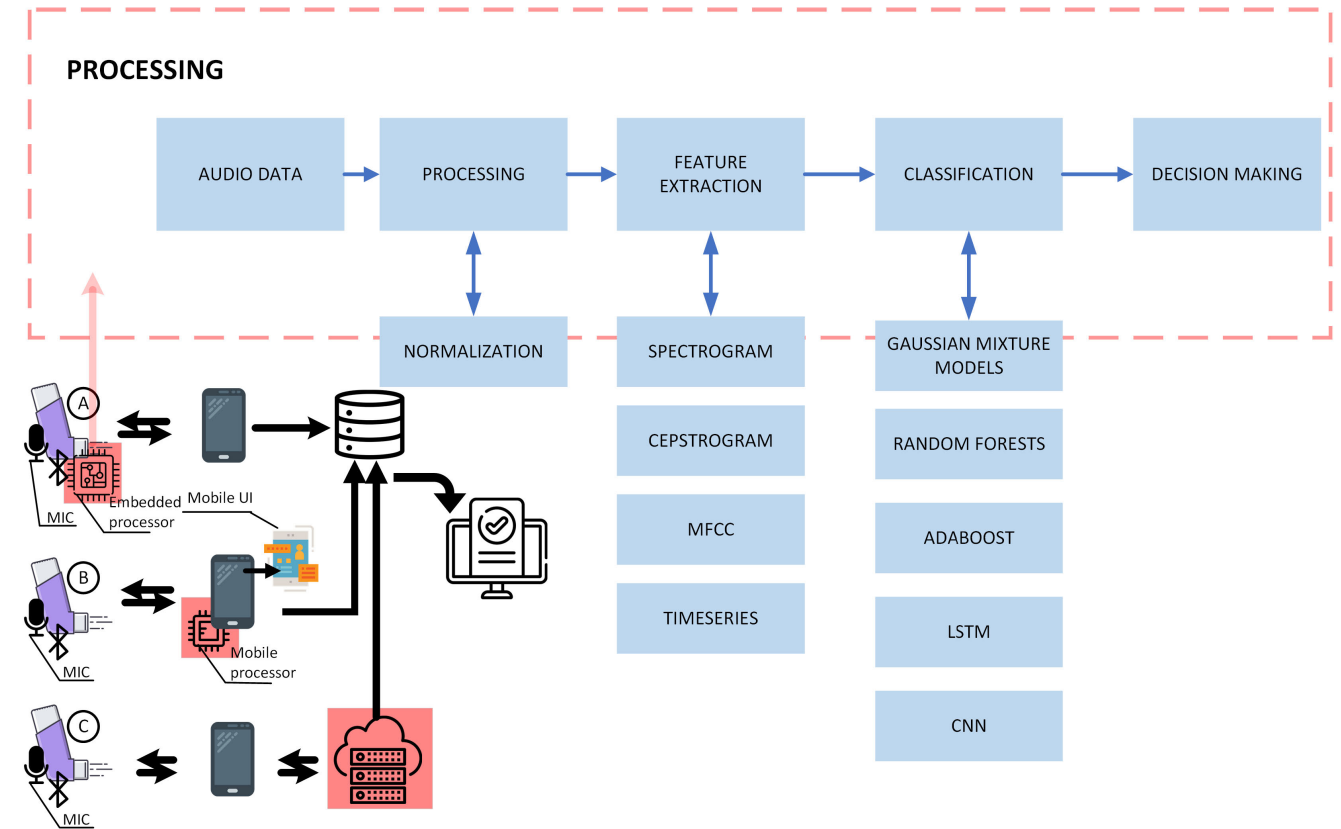 PROCESSING
AUDIO DATA
PROCESSING
FEATURE
EXTRACTION
CLASSIFICATION
DECISION MAKING
NORMALIZATION
SPECTROGRAM
GAUSSIAN MIXTURE
MODELS
CEPSTROGRAM
RANDOM FORESTS
MFCC
ADABOOST
TIMESERIES
LSTM
CNN
A
MIC
Embedded
processor
Mobile UI
B
MIC
Mobile
processor
C
MIC